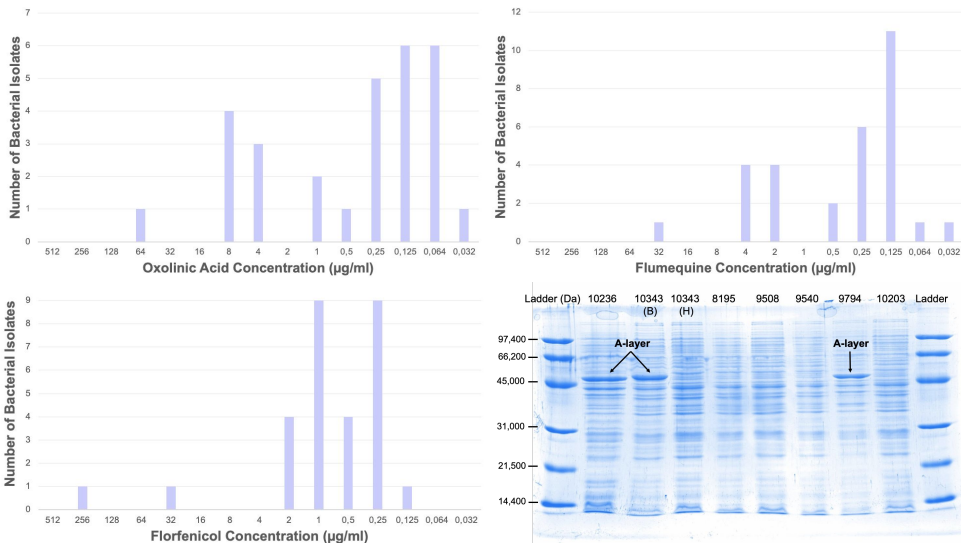 7
6
5
4
3
2
1
0
Number of Bacterial Isolates
512 256 128 64 32 16 8 4 2 1 0,5 0,25 0,125 0,064 0,032
Oxolinic Acid Concentration (µg/ml)
12
10
8
6
4
2
0
Number of Bacterial Isolates
512 256 128 64 32 16 8 4 2 1 0,5 0,25 0,125 0,064 0,032
Flumequine Concentration (µg/ml)
9
8
7
6
5
4
3
2
1
0
Number of Bacterial Isolates
512 256 128 64 32 16 8 4 2 1 0,5 0,25 0,125 0,064 0,032
Florfenicol Concentration (µg/ml)
Ladder (Da) 10236 10343 10343 8195 9508 9540 9794 10203 Ladder
(B) (H)
97,400
A-layer A-layer
66,200
45,000
31,000
21,500
14,400